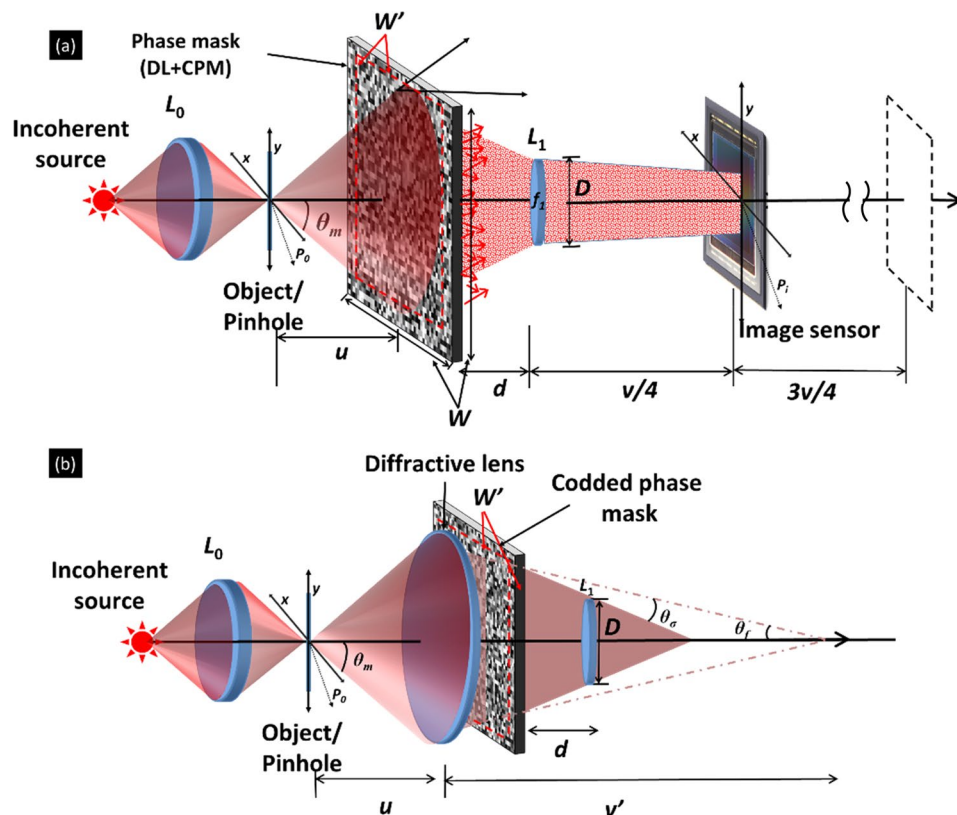 (a)
Phase mask
(DL+CPM)
W'
L0
Incoherent
source
x
y
θm
P0
Object/
Pinhole
u
W
d
L1
f1
D
v/4
x
y
Pi
Image sensor
3v/4
(b)
Diffractive lens
W'
Codded phase
mask
L0
Incoherent
source
x
y
θm
P0
Object/
Pinhole
L1
D
θσ
θf
d
u
v'